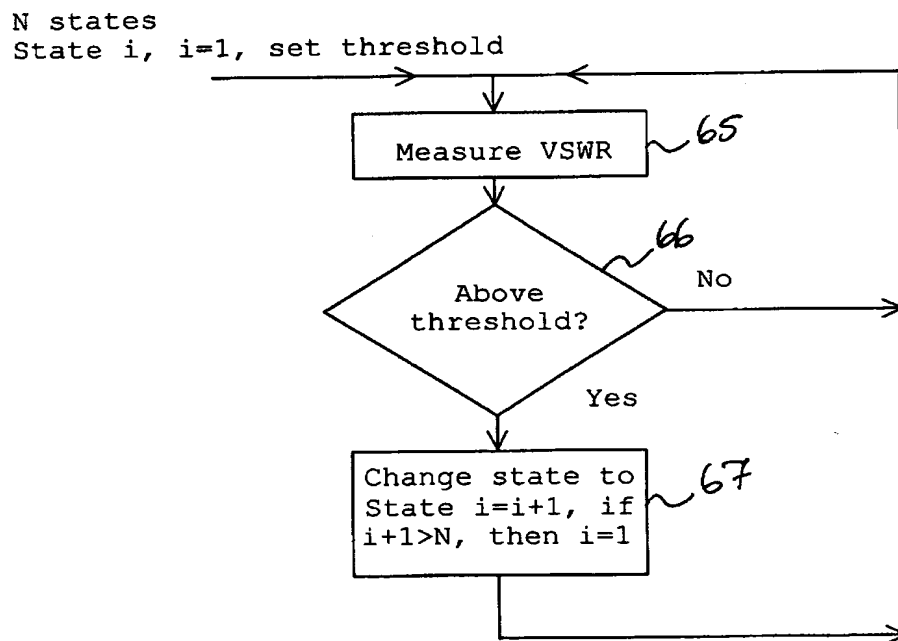 N states
State i, i=1, set threshold
Measure VSWR
65
66
Above
threshold?
No
Yes
Change state to
State i=i+1, if
i+1>N, then i=1
67